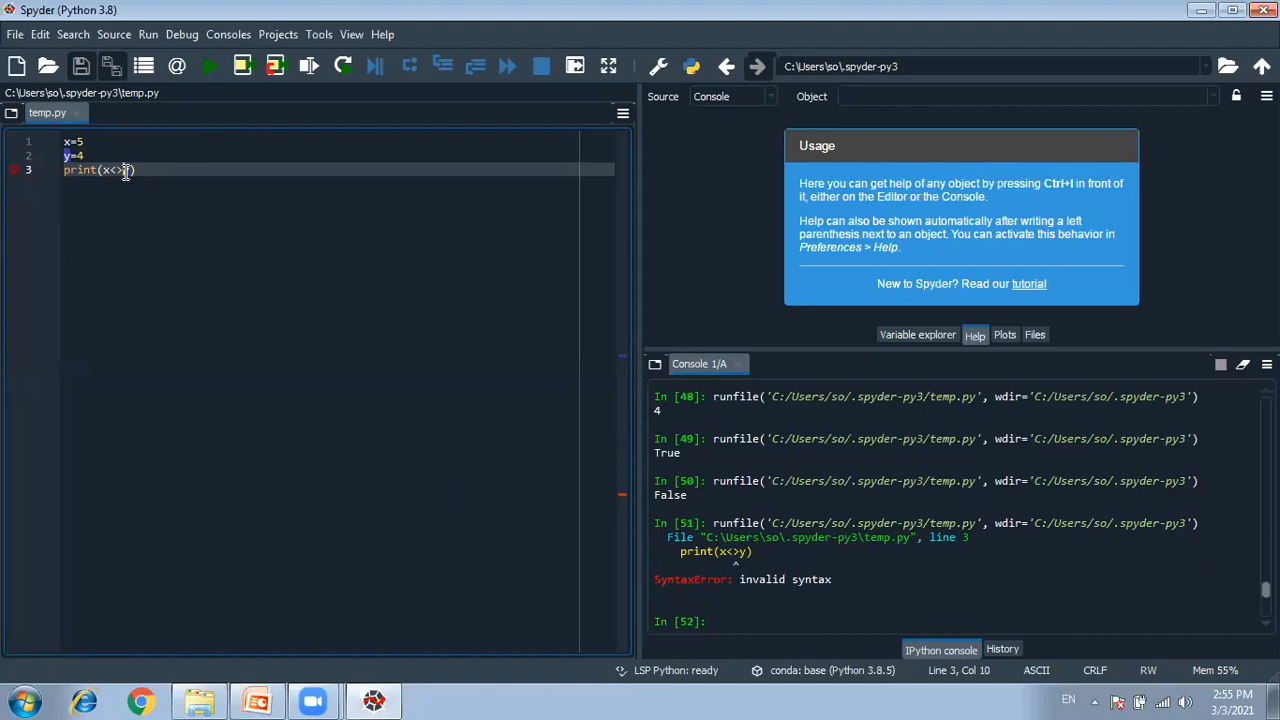 Spyder (Python 3.8)
File Edit Search Source Run Debug Consoles Projects Tools View Help
C:\Users\so\.spyder-py3
C:\Users\so\.spyder-py3\temp.py
temp.py
1 x=5
2 y=4
3 print(x<>y)
Source Console Object
Usage
Here you can get help of any object by pressing Ctrl+I in front of
it, either on the Editor or the Console.
Help can also be shown automatically after writing a left
parenthesis next to an object. You can activate this behavior in
Preferences > Help.
New to Spyder? Read our tutorial
Variable explorer Help Plots Files
Console 1/A
In [48]: runfile('C:/Users/so/.spyder-py3/temp.py', wdir='C:/Users/so/.spyder-py3')
4
In [49]: runfile('C:/Users/so/.spyder-py3/temp.py', wdir='C:/Users/so/.spyder-py3')
True
In [50]: runfile('C:/Users/so/.spyder-py3/temp.py', wdir='C:/Users/so/.spyder-py3')
False
In [51]: runfile('C:/Users/so/.spyder-py3/temp.py', wdir='C:/Users/so/.spyder-py3')
File "C:\Users\so\.spyder-py3\temp.py", line 3
print(x<>y)
^
SyntaxError: invalid syntax
In [52]:
IPython console History
LSP Python: ready conda: base (Python 3.8.5) Line 3, Col 10 ASCII CRLF RW Mem 55%
EN 2:55 PM
3/3/2021